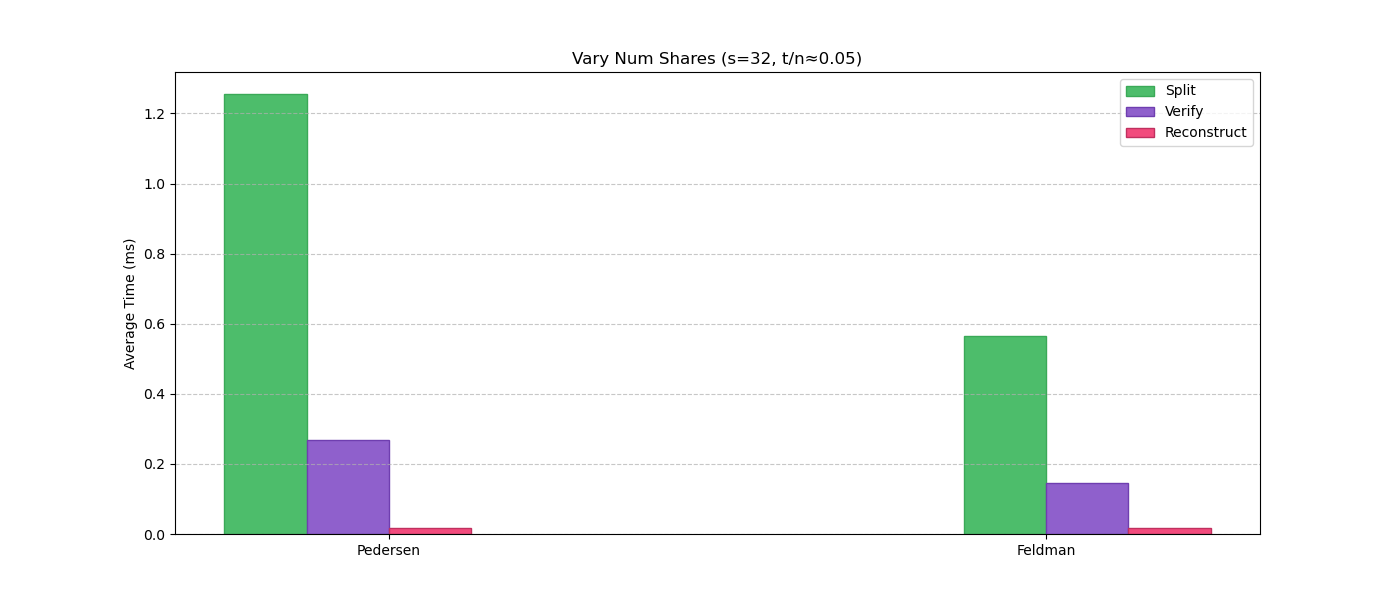 Vary Num Shares (s=32, t/n≈0.05)
Split
Verify
Reconstruct
Average Time (ms)
1.2
1.0
0.8
0.6
0.4
0.2
0.0
Pedersen
Feldman